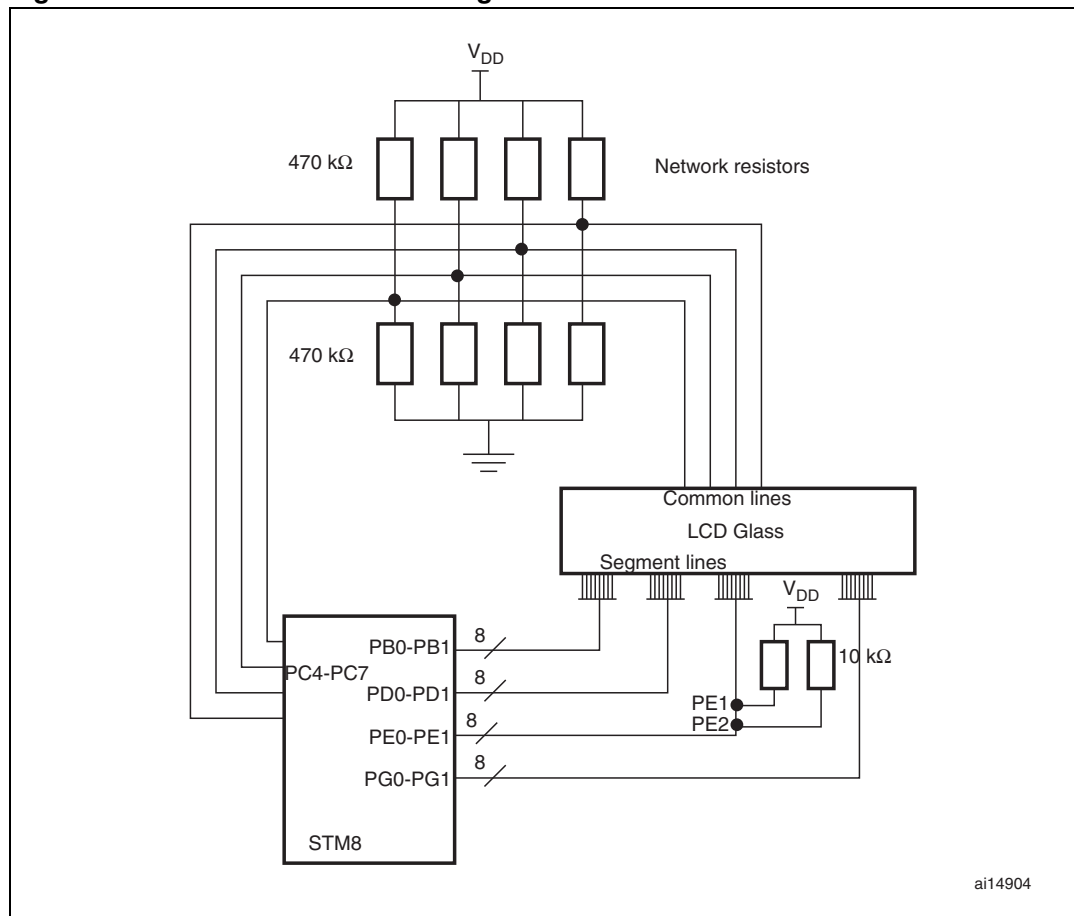 V_DD
470 kΩ
Network resistors
470 kΩ
Common lines
LCD Glass
Segment lines
V_DD
8
PB0-PB1
10 kΩ
PC4-PC7
8
PD0-PD1
PE1
8
PE2
PE0-PE1
8
PG0-PG1
STM8
ai14904